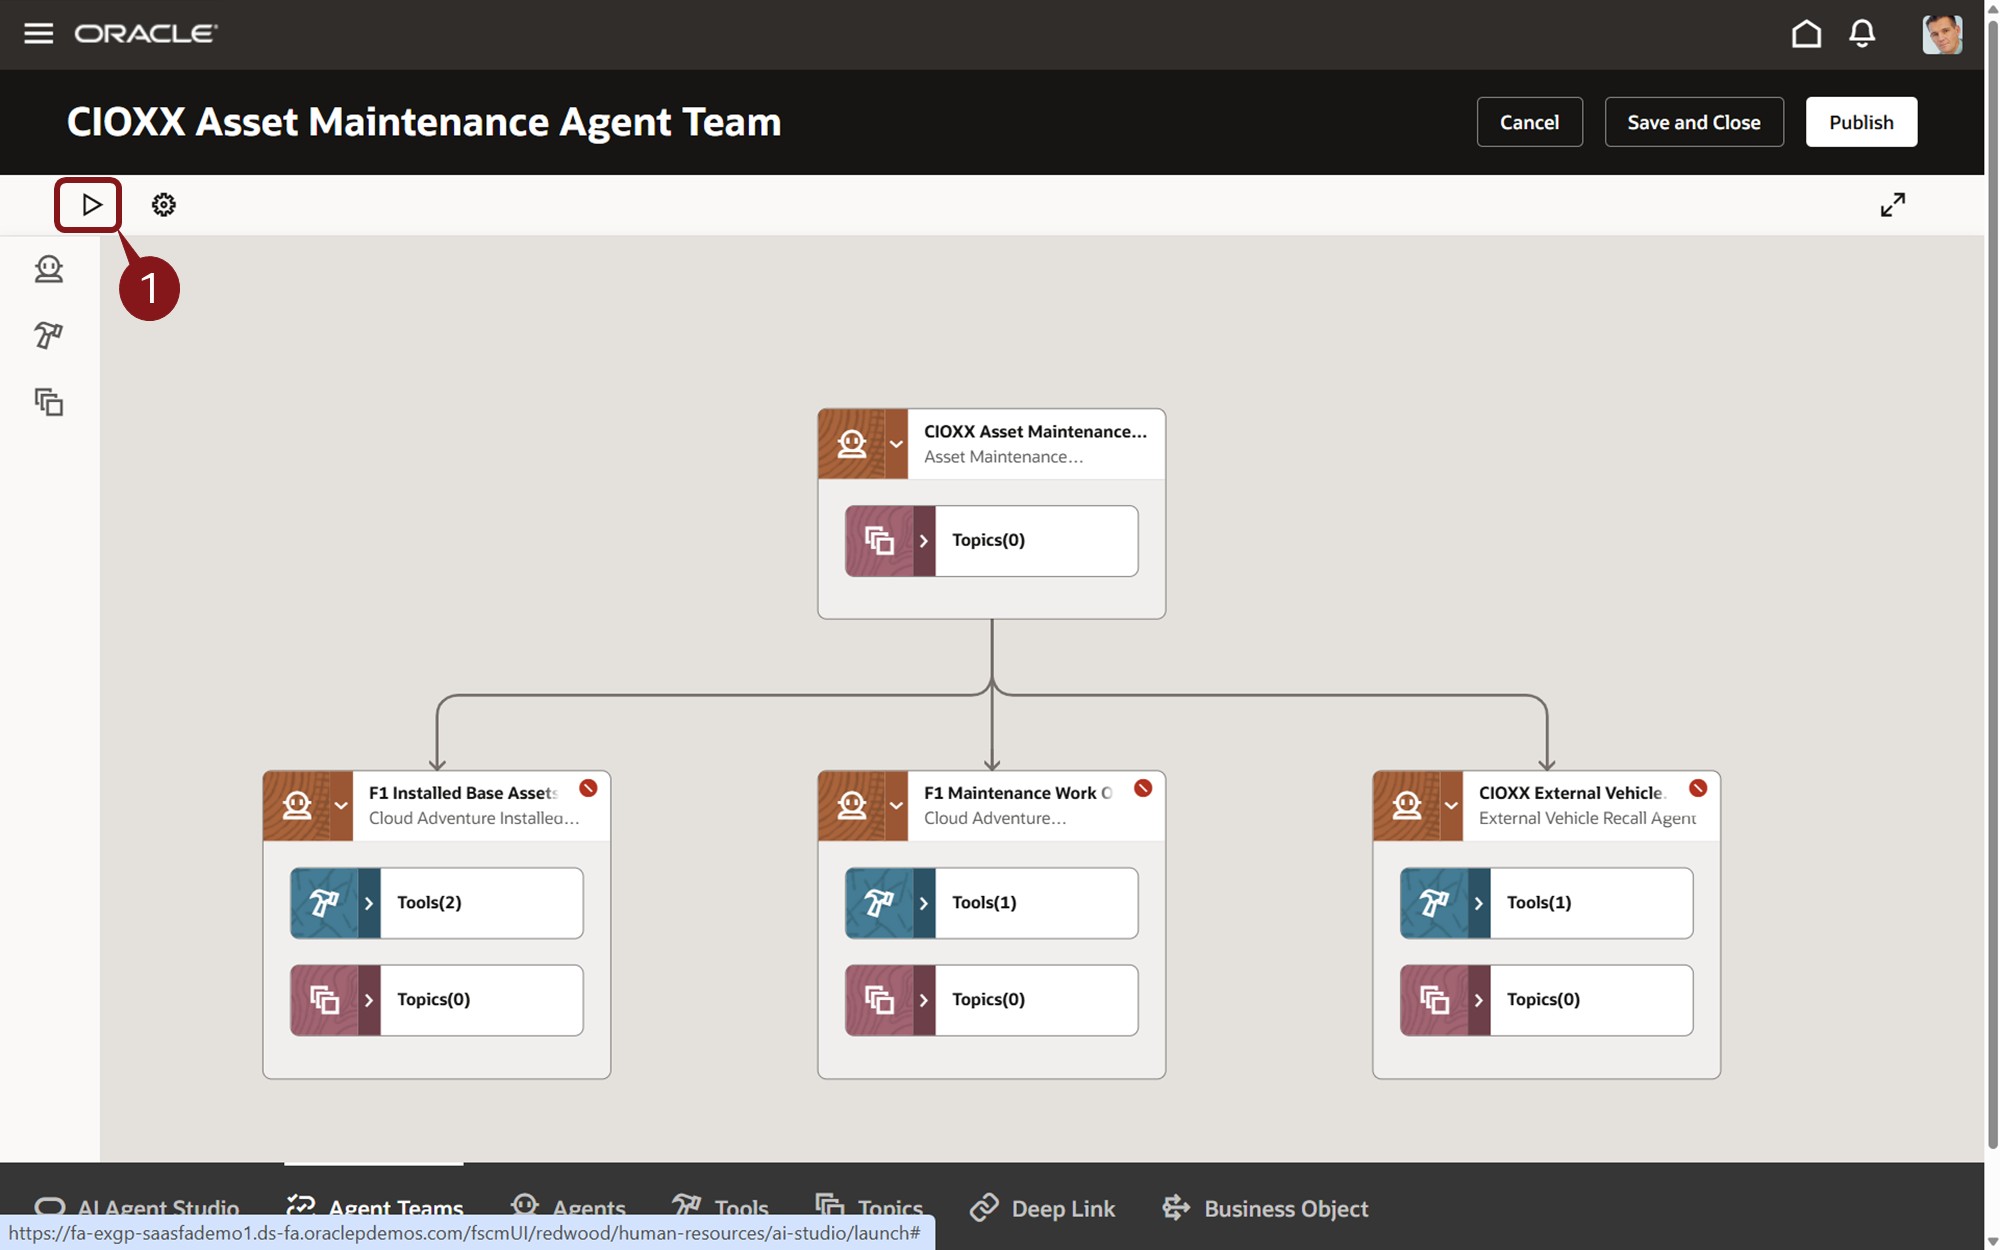 ORACLE
CIOXX Asset Maintenance Agent Team
Cancel
Save and Close
Publish
1
CIOXX Asset Maintenance...
Asset Maintenance...
Topics(0)
F1 Installed Base Assets
Cloud Adventure Installed...
Tools(2)
Topics(0)
F1 Maintenance Work O
Cloud Adventure...
Tools(1)
Topics(0)
CIOXX External Vehicle.
External Vehicle Recall Agent
Tools(1)
Topics(0)
AI Agent Studio
Agent Teams
Agents
Tools
Topics
Deep Link
Business Object
https://fa-exgp-saasfademo1.ds-fa.oraclepdemos.com/fscmUI/redwood/human-resources/ai-studio/launch#